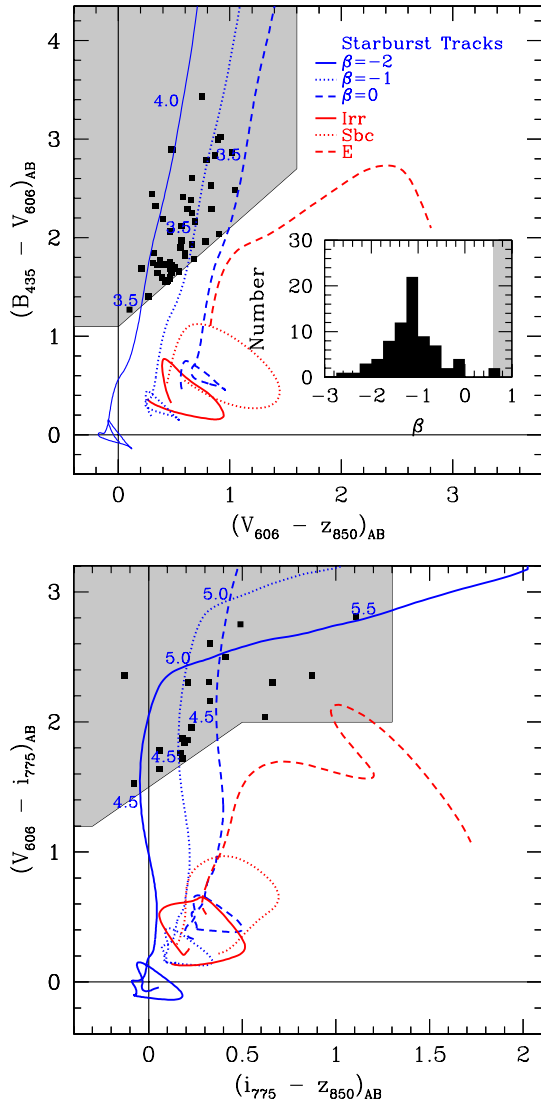 Starburst Tracks
β=−2
β=−1
β=0
Irr
Sbc
E
4
3
2
1
0
(B435 − V606)AB
4.0
3.5
3.5
3.5
30
20
10
0
Number
−3 −2 −1 0 1
β
0 1 2 3
(V606 − z850)AB
3
2
1
0
(V606 − i775)AB
5.0
5.5
5.0
4.5
4.5
4.5
0 0.5 1 1.5 2
(i775 − z850)AB